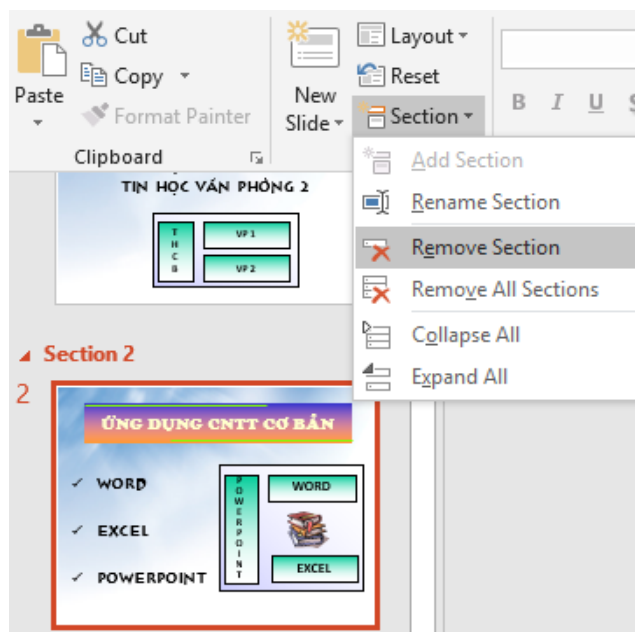 Cut
Copy
Format Painter
Paste
Clipboard
New
Slide
Layout
Reset
Section
B I U S
Add Section
Rename Section
Remove Section
Remove All Sections
Collapse All
Expand All
TIN HỌC VĂN PHÒNG 2
T
H
C
B
VP 1
VP 2
Section 2
2
ỨNG DỤNG CNTT CƠ BẢN
✓ WORD
✓ EXCEL
✓ POWERPOINT
P
O
W
E
R
P
O
I
N
T
WORD
EXCEL